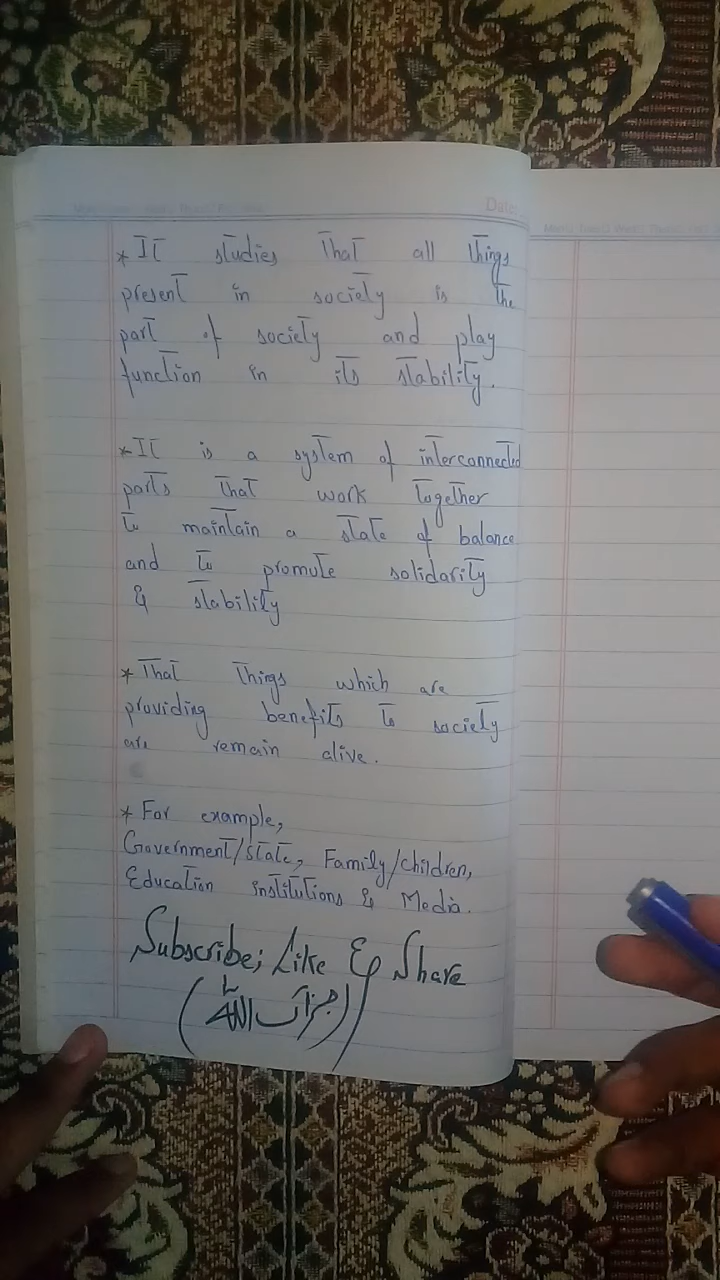 Date:
* It studies that all things
present in society is the
part of society and play
function in its stability.
* It is a system of interconnected
parts that work together
to maintain a state of balance
and to promote solidarity
& stability
* That things which are
providing benefits to society
are remain alive.
* For example,
Government/state, Family/children,
Education institutions & Media.
Subscribe; Like & Share
(جزاک اللہ)